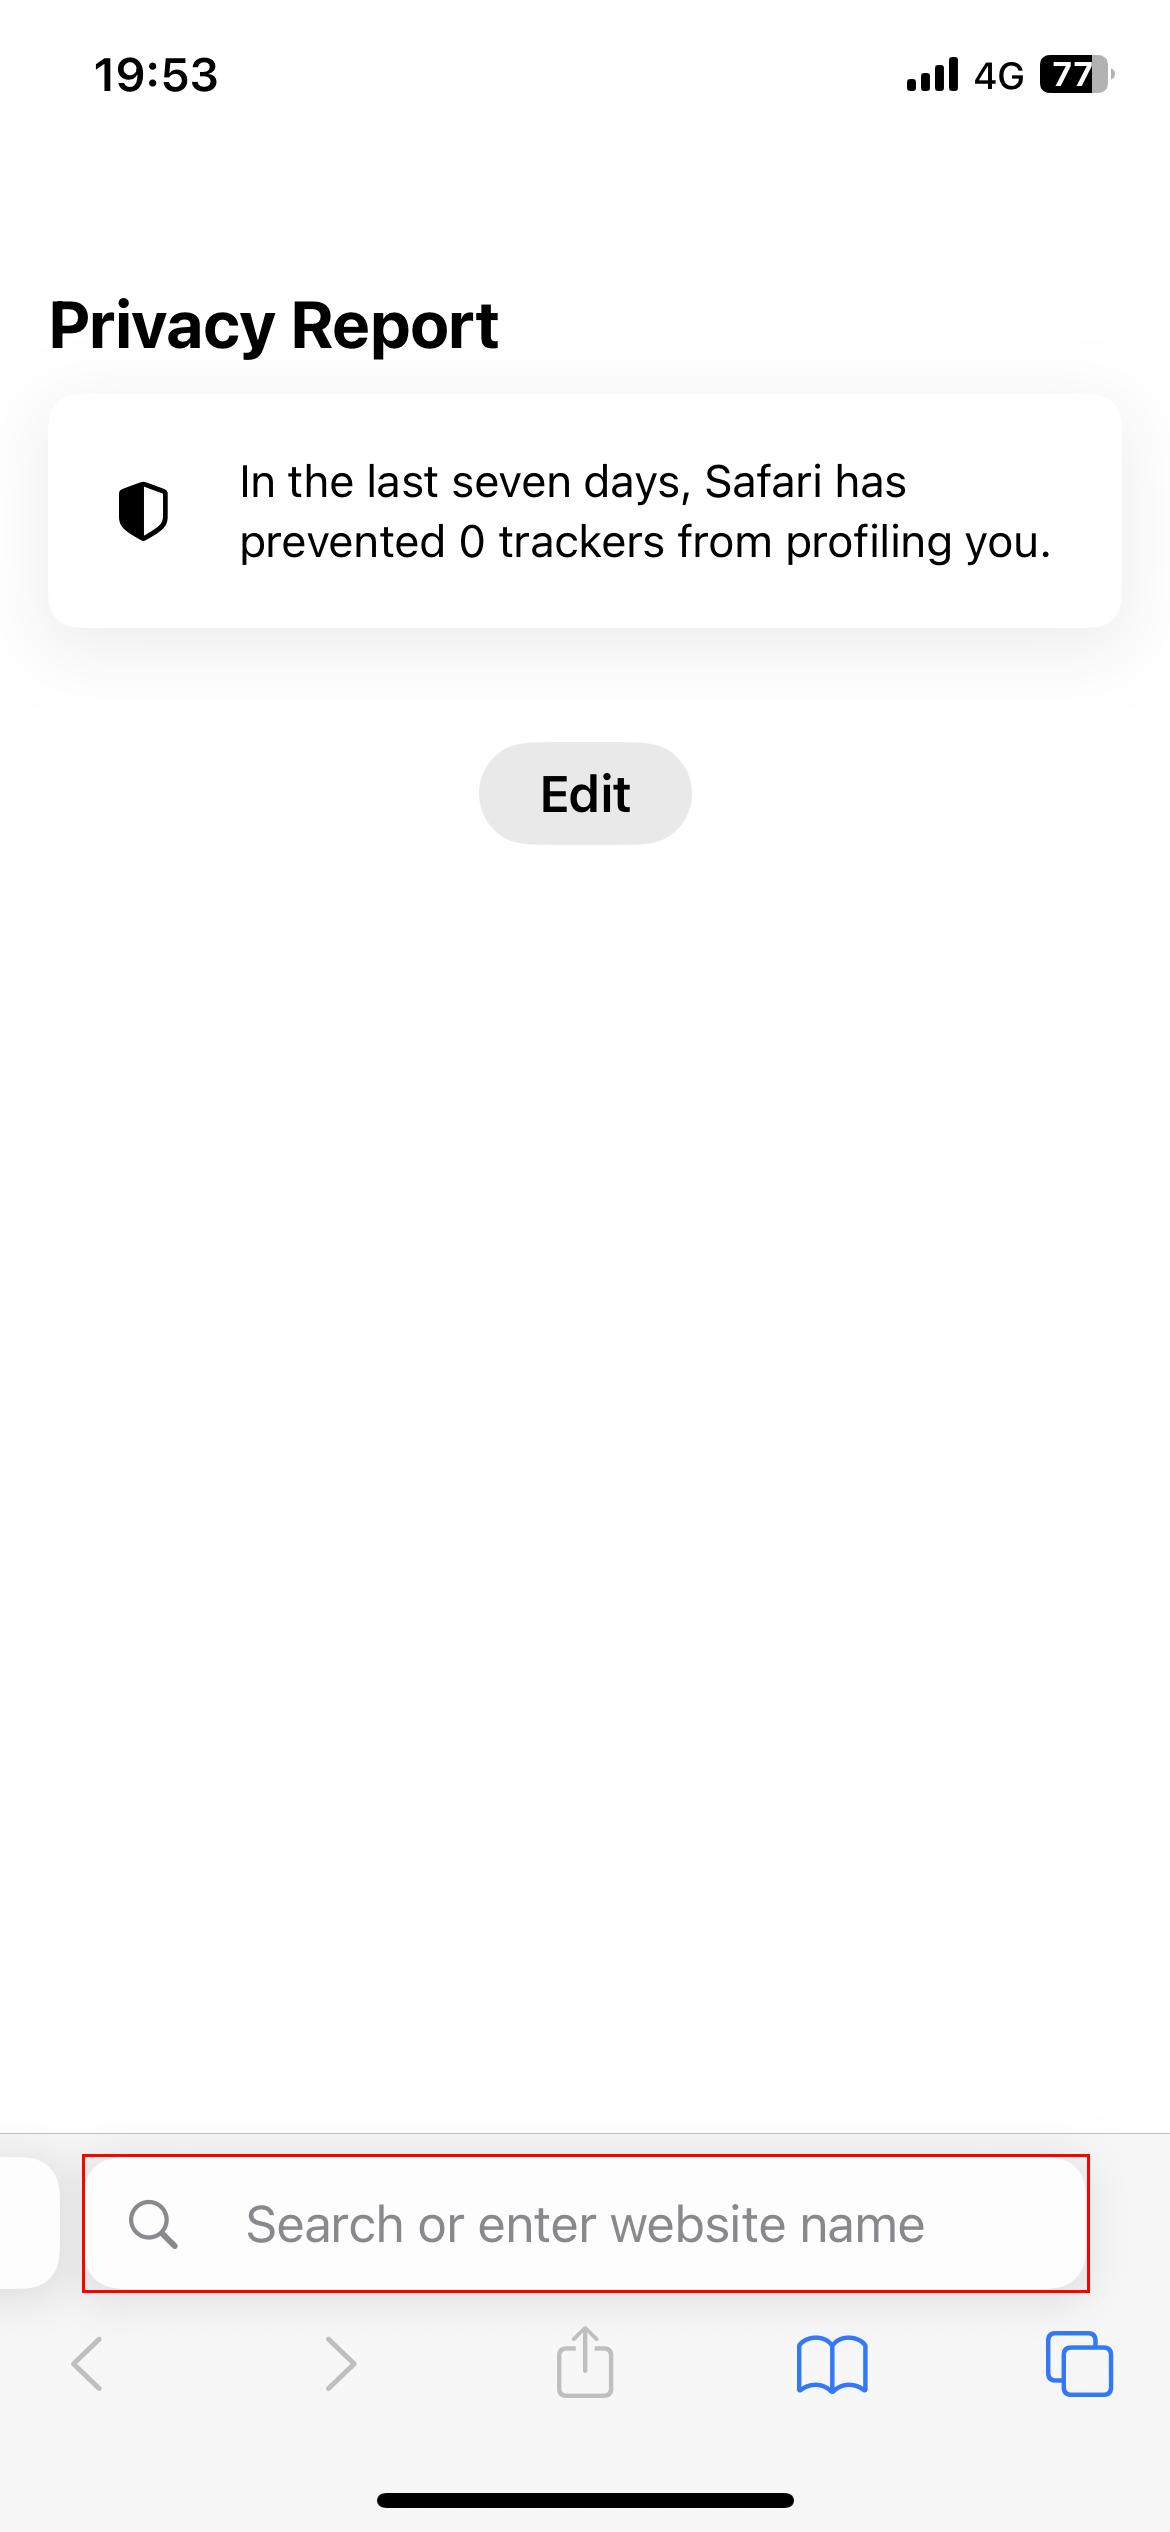 19:53
4G
77
Privacy Report
In the last seven days, Safari has
prevented 0 trackers from profiling you.
Edit
Search or enter website name